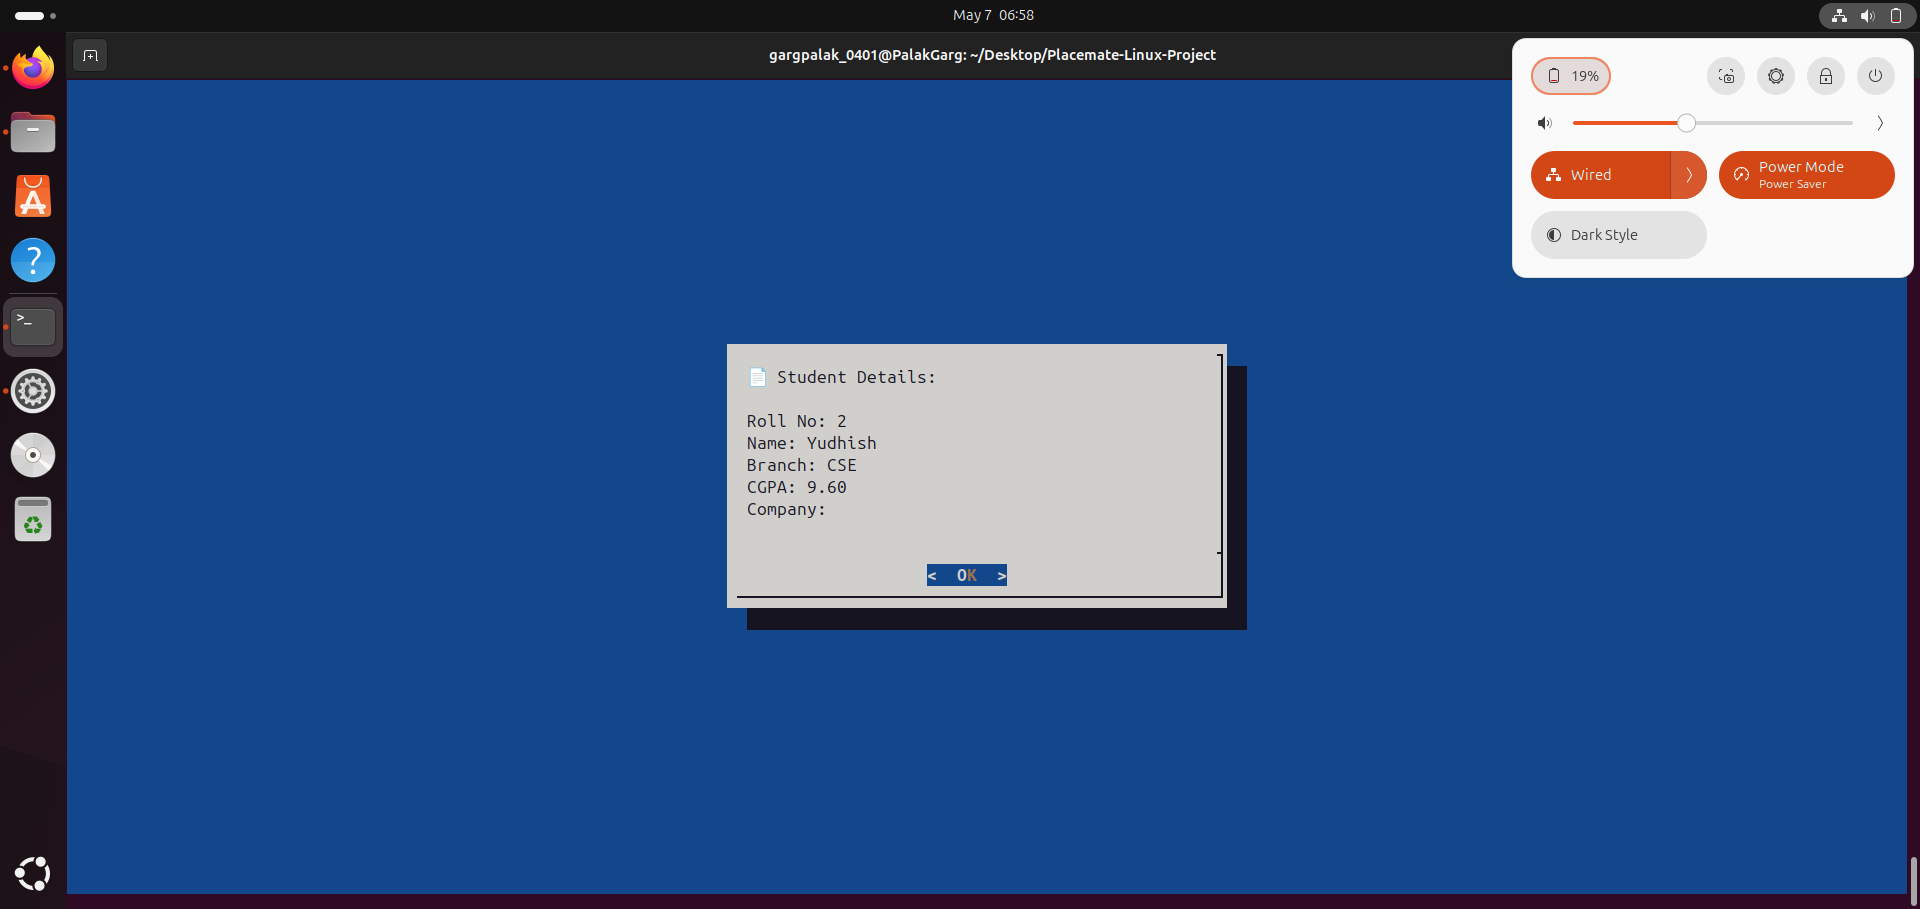 May 7 06:58
gargpalak_0401@PalakGarg: ~/Desktop/Placemate-Linux-Project
19%
Wired
Power Mode
Power Saver
Dark Style
>_
Student Details:
Roll No: 2
Name: Yudhish
Branch: CSE
CGPA: 9.60
Company:
< OK >